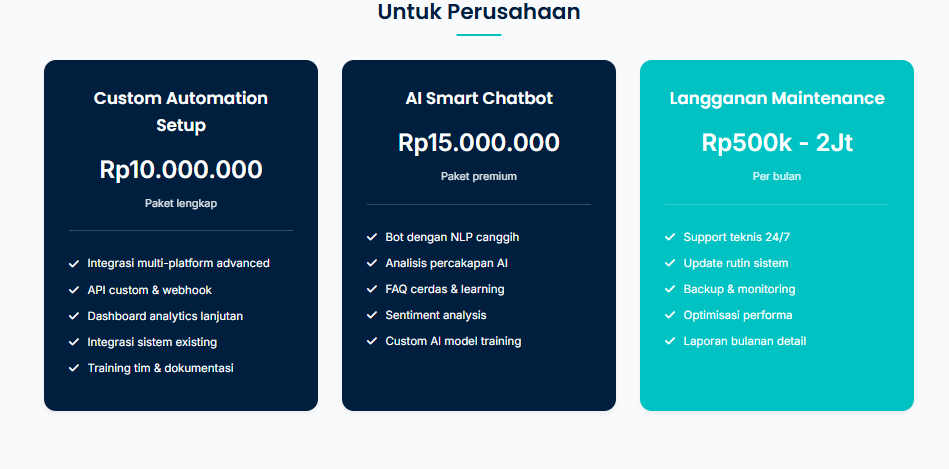 Untuk Perusahaan
Custom Automation
Setup
Rp10.000.000
Paket lengkap
Integrasi multi-platform advanced
API custom & webhook
Dashboard analytics lanjutan
Integrasi sistem existing
Training tim & dokumentasi
AI Smart Chatbot
Rp15.000.000
Paket premium
Bot dengan NLP canggih
Analisis percakapan AI
FAQ cerdas & learning
Sentiment analysis
Custom AI model training
Langganan Maintenance
Rp500k - 2Jt
Per bulan
Support teknis 24/7
Update rutin sistem
Backup & monitoring
Optimisasi performa
Laporan bulanan detail